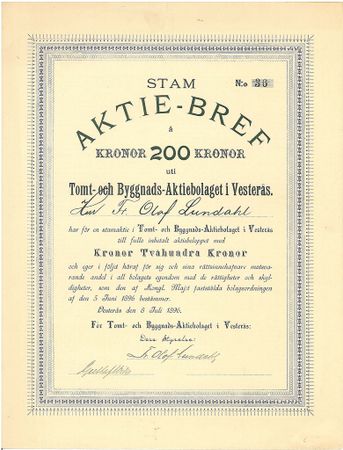 STAM
No 36
AKTIE-BREF
á
KRONOR 200 KRONOR
uti
Tomt- och Byggnads-Aktiebolaget i Vesterås.
Herr Fr. Olof Lundahl
har för en stamaktie i Tomt- och Byggnads-Aktiebolaget i Vesterås
till fullo inbetalt aktiebeloppet med
Kronor Tvåhundra Kronor
och eger i följd häraf för sig och sina rättsinnehafvare motsva-
rande andel i all bolagets egendom med de rättigheter och skyl-
digheter, som den af Kongl. Maj:t fastställda bolagsordningen
af den 5 Juni 1896 bestämmer.
Vesterås den 8 Juli 1896.
För Tomt- och Byggnads-Aktiebolaget i Vesterås:
Dess Styrelse:
Fr. Olof Lundahl